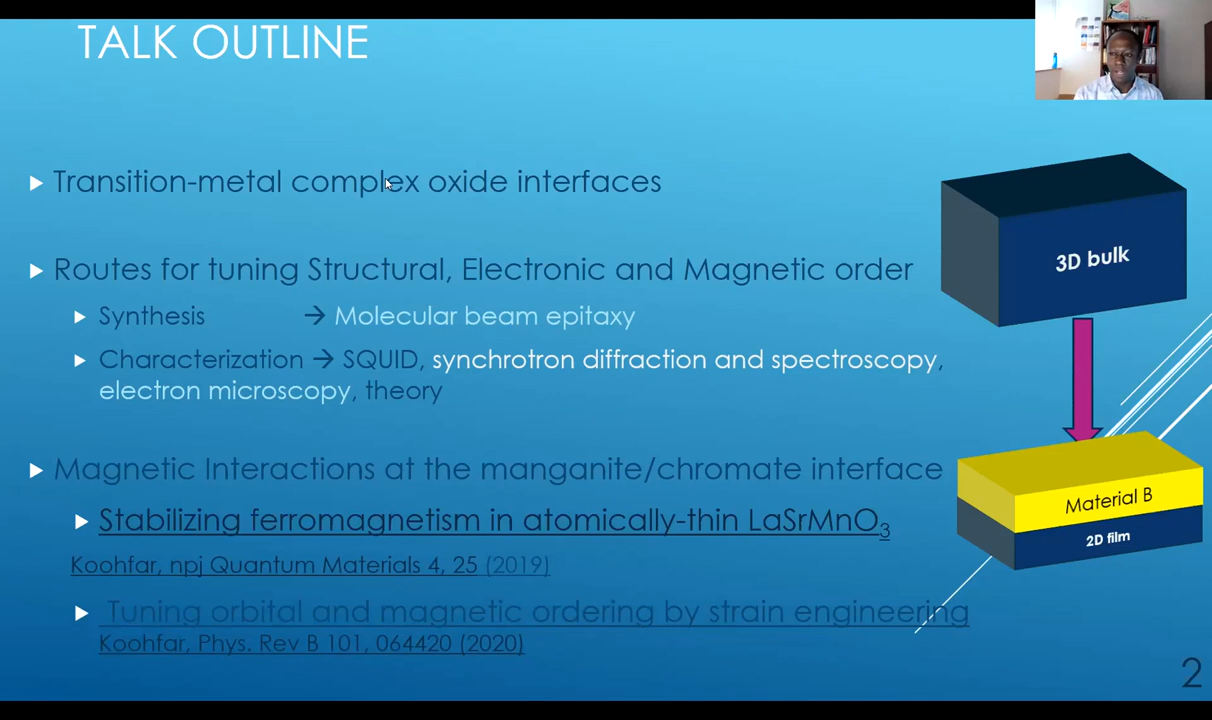 TALK OUTLINE
Transition-metal complex oxide interfaces
Routes for tuning Structural, Electronic and Magnetic order
Synthesis → Molecular beam epitaxy
Characterization → SQUID, synchrotron diffraction and spectroscopy,
electron microscopy, theory
Magnetic Interactions at the manganite/chromate interface
Stabilizing ferromagnetism in atomically-thin LaSrMnO₃
Koohfar, npj Quantum Materials 4, 25 (2019)
Tuning orbital and magnetic ordering by strain engineering
Koohfar, Phys. Rev B 101, 064420 (2020)
3D bulk
Material B
2D film
2